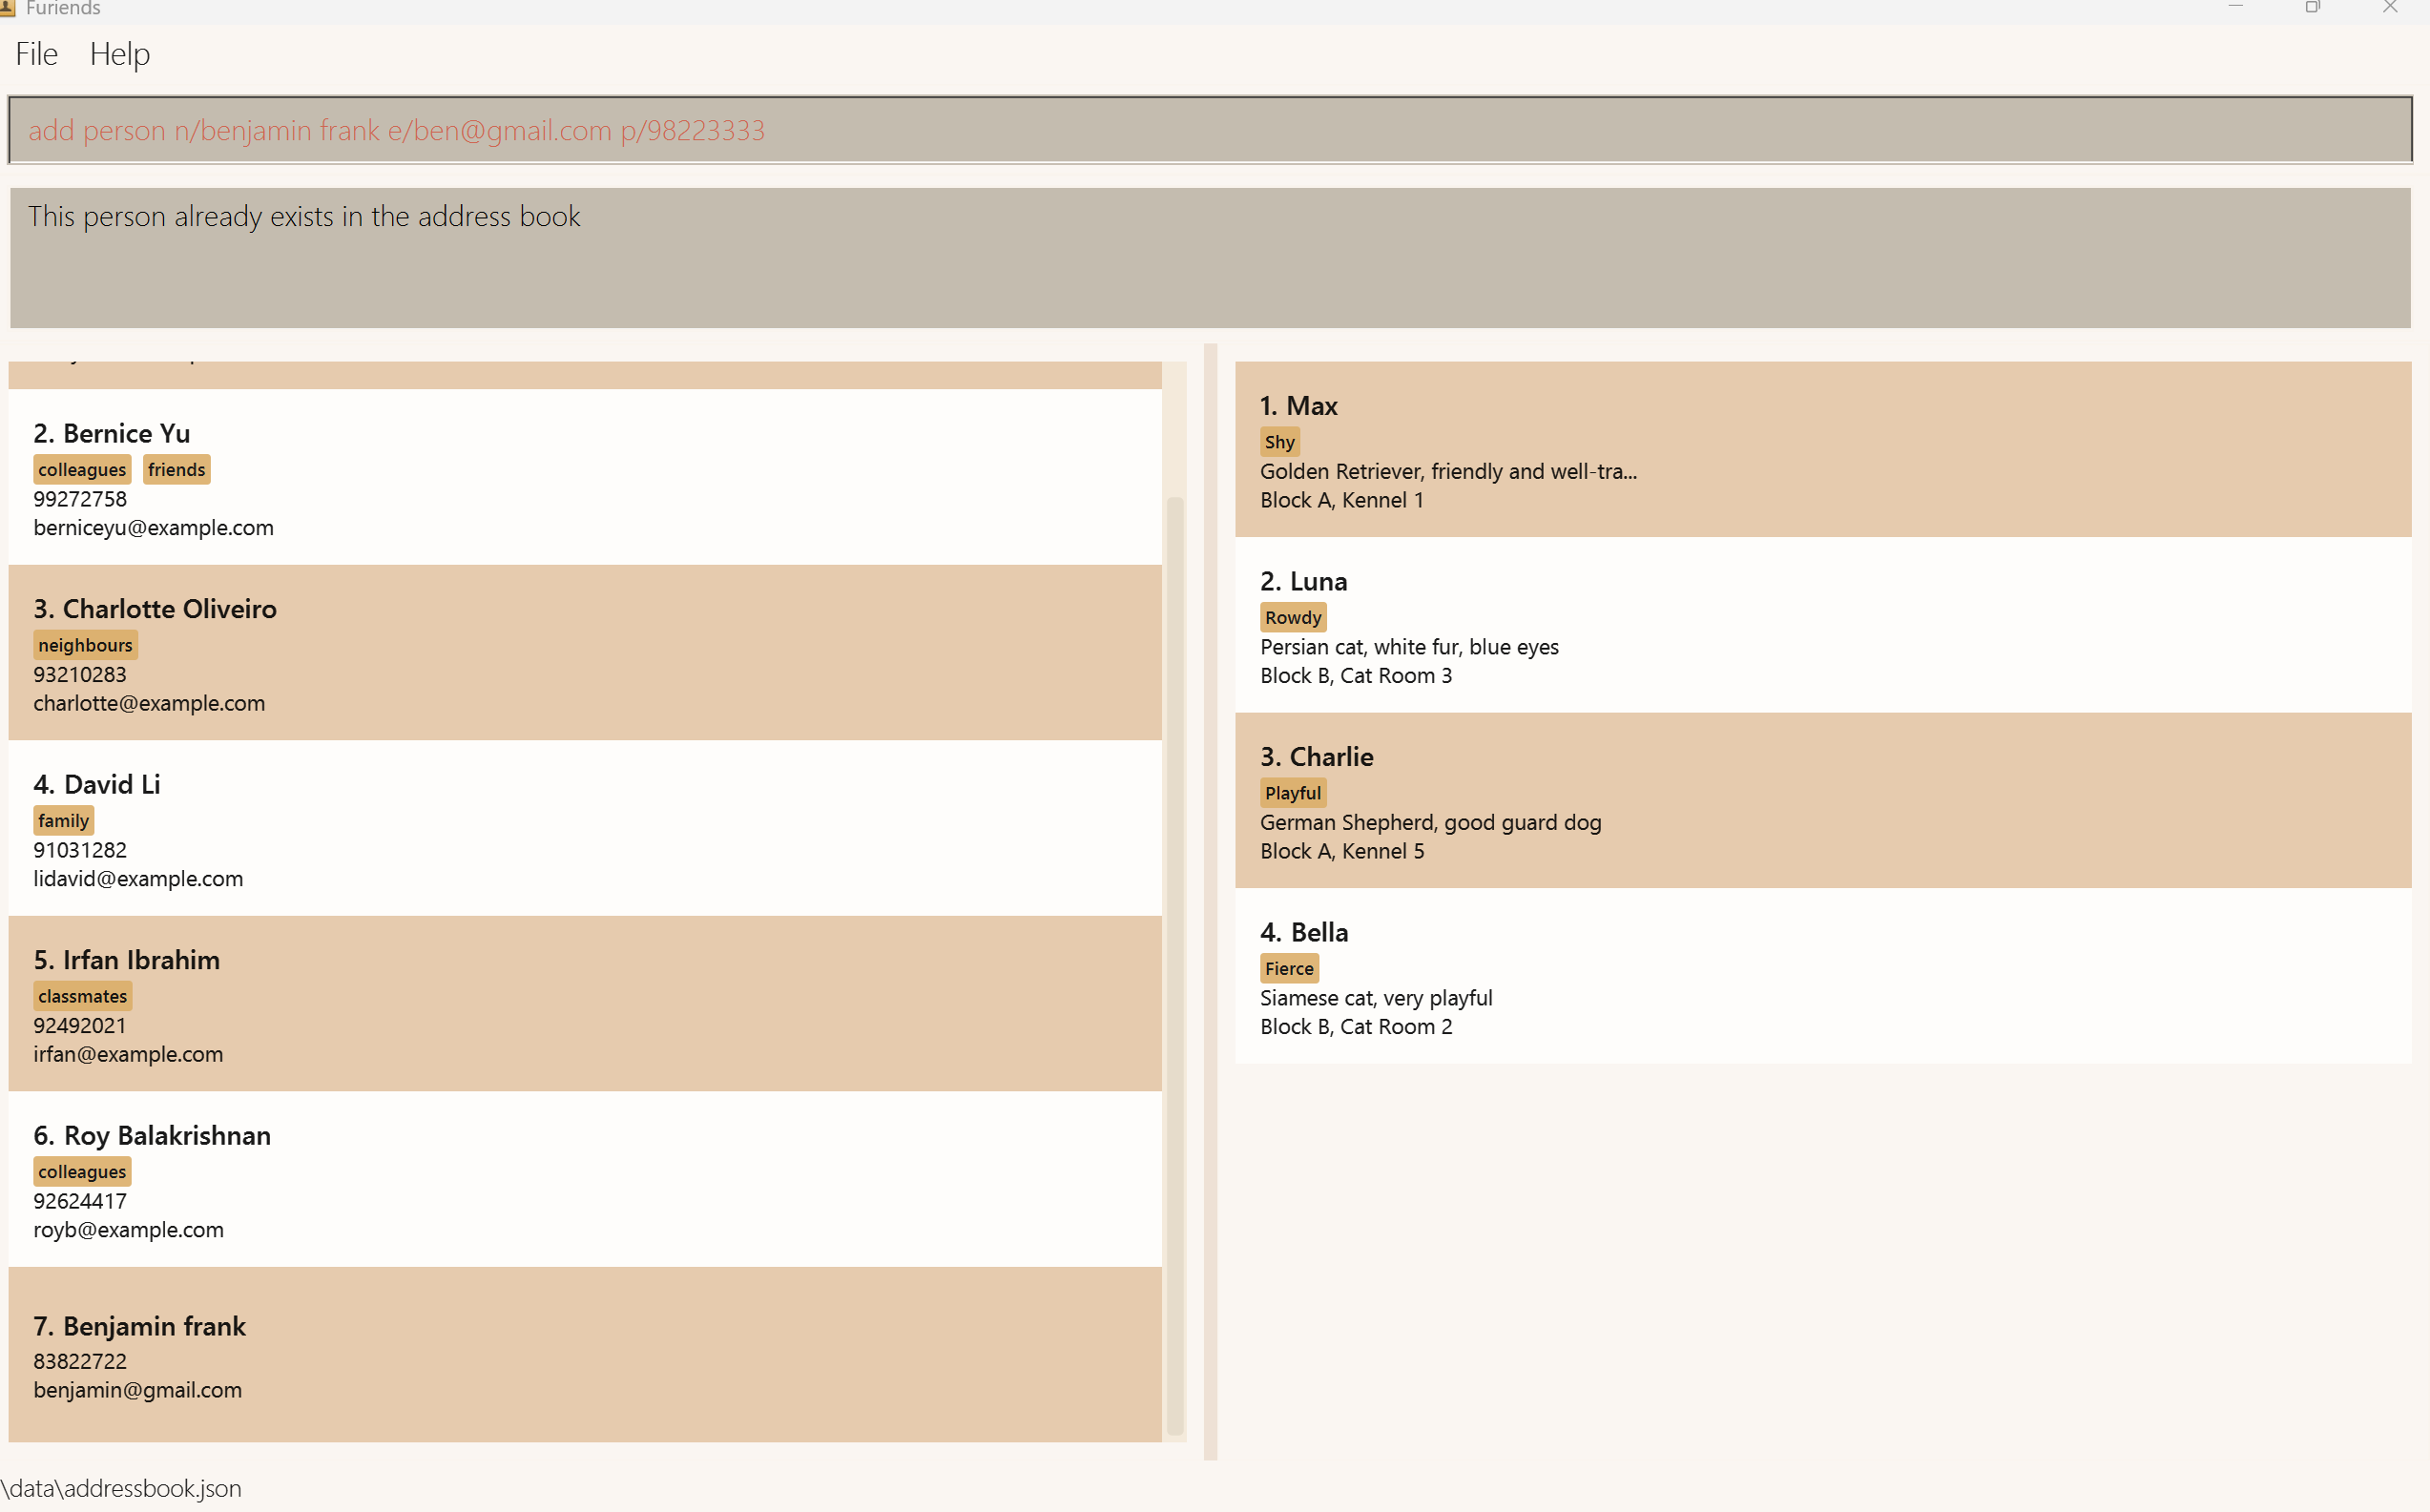 Furiends
File Help
add person n/benjamin frank e/ben@gmail.com p/98223333
This person already exists in the address book
2. Bernice Yu
colleagues friends
99272758
berniceyu@example.com
3. Charlotte Oliveiro
neighbours
93210283
charlotte@example.com
4. David Li
family
91031282
lidavid@example.com
5. Irfan Ibrahim
classmates
92492021
irfan@example.com
6. Roy Balakrishnan
colleagues
92624417
royb@example.com
7. Benjamin frank
83822722
benjamin@gmail.com
1. Max
Shy
Golden Retriever, friendly and well-tra...
Block A, Kennel 1
2. Luna
Rowdy
Persian cat, white fur, blue eyes
Block B, Cat Room 3
3. Charlie
Playful
German Shepherd, good guard dog
Block A, Kennel 5
4. Bella
Fierce
Siamese cat, very playful
Block B, Cat Room 2
\data\addressbook.json